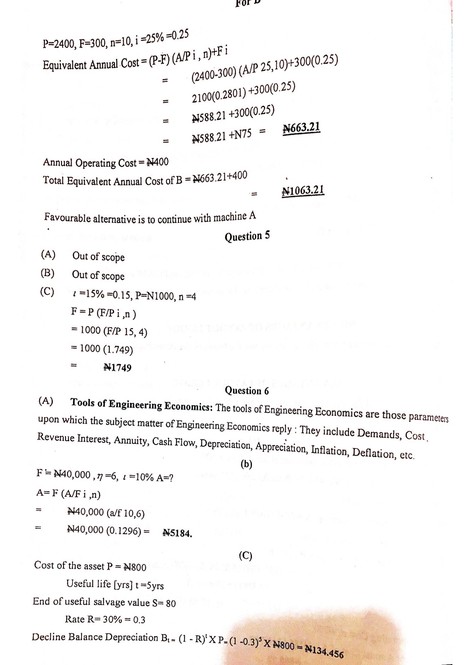 For B
P=2400, F=300, n=10, i =25% =0.25
Equivalent Annual Cost = (P-F) (A/P i , n)+F i
= (2400-300) (A/P 25,10)+300(0.25)
= 2100(0.2801) +300(0.25)
= ₦588.21 +300(0.25)
= ₦588.21 +N75 = ₦663.21
Annual Operating Cost = ₦400
Total Equivalent Annual Cost of B = ₦663.21+400
= ₦1063.21
Favourable alternative is to continue with machine A
Question 5
(A) Out of scope
(B) Out of scope
(C) ι =15% =0.15, P=N1000, n =4
F = P (F/P i ,n )
= 1000 (F/P 15, 4)
= 1000 (1.749)
= ₦1749
Question 6
(A) Tools of Engineering Economics: The tools of Engineering Economics are those parameters
upon which the subject matter of Engineering Economics reply : They include Demands, Cost,
Revenue Interest, Annuity, Cash Flow, Depreciation, Appreciation, Inflation, Deflation, etc.
(b)
F = ₦40,000 , η =6, ι =10% A=?
A= F (A/F i ,n)
= ₦40,000 (a/f 10,6)
= ₦40,000 (0.1296) = ₦5184.
(C)
Cost of the asset P = ₦800
Useful life [yrs] t =5yrs
End of useful salvage value S= 80
Rate R= 30% = 0.3
Decline Balance Depreciation Bₜ = (1 - R)ᵗ X P= (1 -0.3)⁵ X ₦800 = ₦134.456